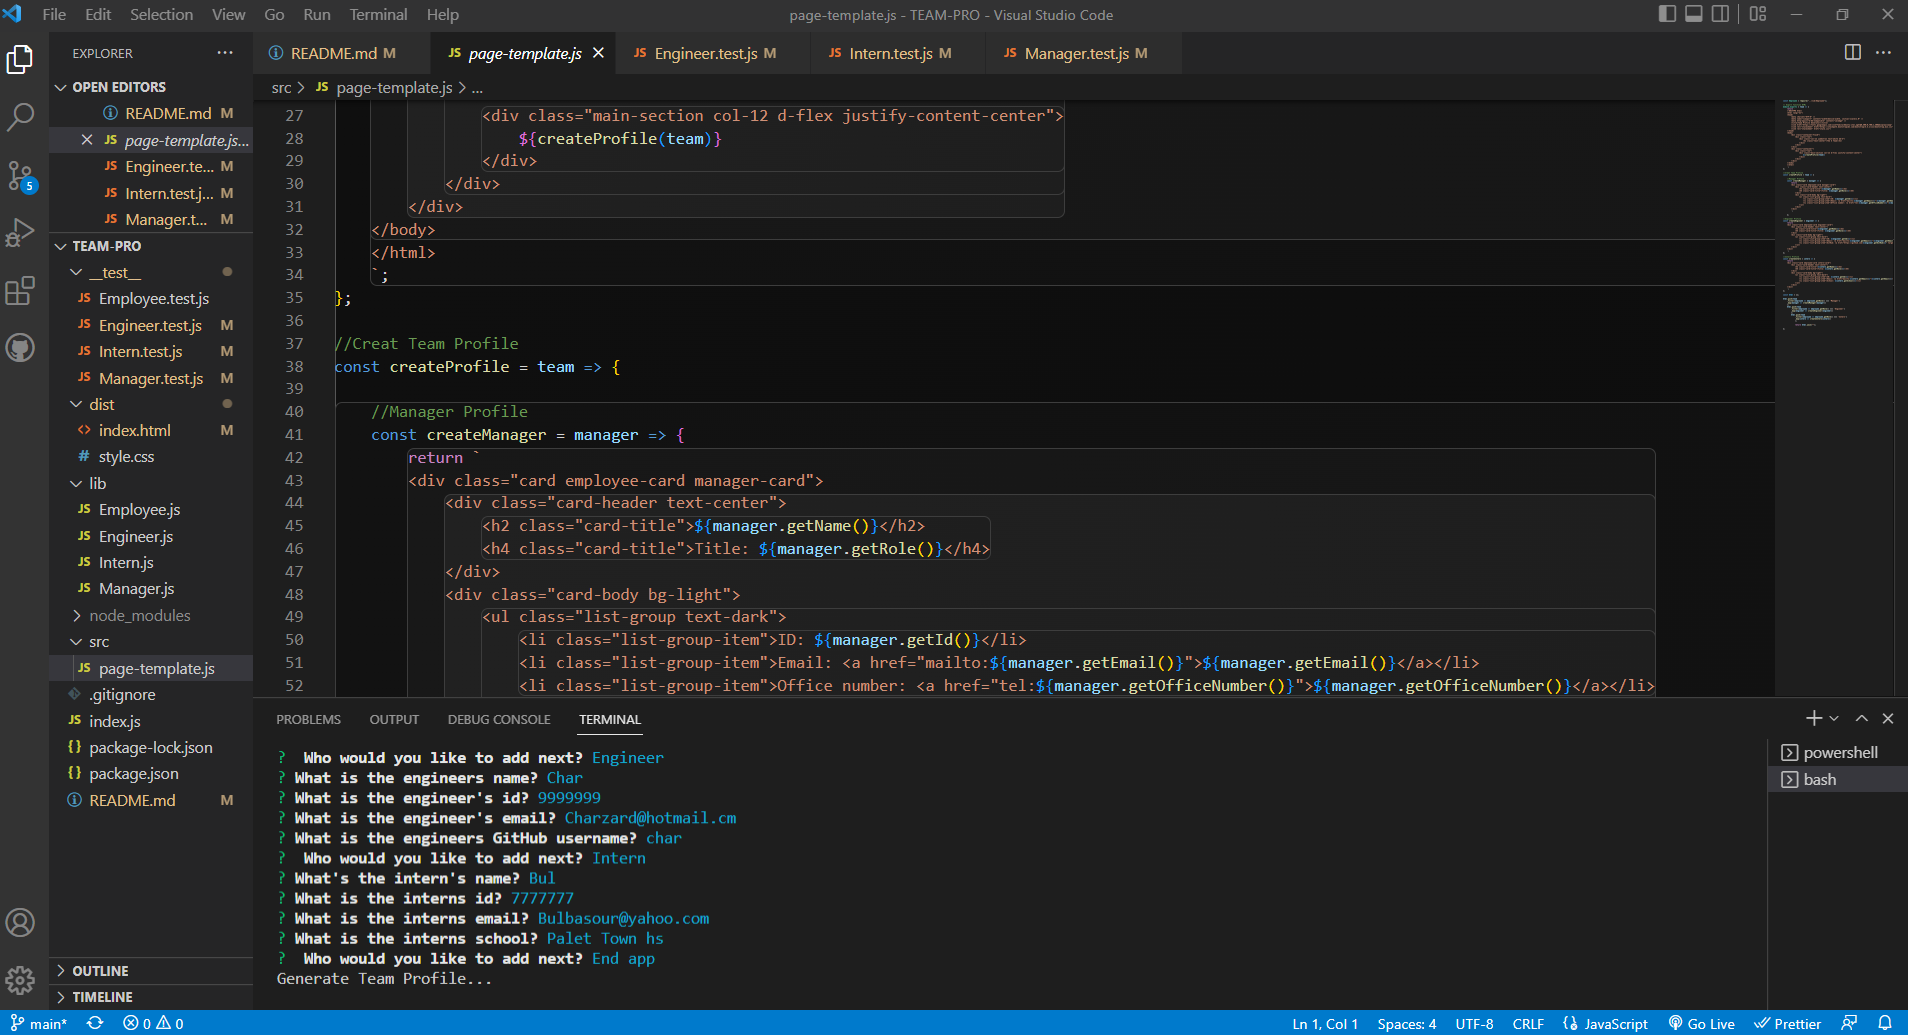 File Edit Selection View Go Run Terminal Help
page-template.js - TEAM-PRO - Visual Studio Code
EXPLORER ...
OPEN EDITORS
README.md M
JS page-template.js...
JS Engineer.te... M
JS Intern.test.j... M
JS Manager.t... M
TEAM-PRO
__test__
JS Employee.test.js
JS Engineer.test.js M
JS Intern.test.js M
JS Manager.test.js M
dist
<> index.html M
# style.css
lib
JS Employee.js
JS Engineer.js
JS Intern.js
JS Manager.js
node_modules
src
JS page-template.js
.gitignore
JS index.js
{} package-lock.json
{} package.json
README.md M
OUTLINE
TIMELINE
5
README.md M
JS page-template.js
JS Engineer.test.js M
JS Intern.test.js M
JS Manager.test.js M
src > JS page-template.js > ...
27 <div class="main-section col-12 d-flex justify-content-center">
28 ${createProfile(team)}
29 </div>
30 </div>
31 </div>
32 </body>
33 </html>
34 `;
35 };
36
37 //Creat Team Profile
38 const createProfile = team => {
39
40 //Manager Profile
41 const createManager = manager => {
42 return `
43 <div class="card employee-card manager-card">
44 <div class="card-header text-center">
45 <h2 class="card-title">${manager.getName()}</h2>
46 <h4 class="card-title">Title: ${manager.getRole()}</h4>
47 </div>
48 <div class="card-body bg-light">
49 <ul class="list-group text-dark">
50 <li class="list-group-item">ID: ${manager.getId()}</li>
51 <li class="list-group-item">Email: <a href="mailto:${manager.getEmail()}">${manager.getEmail()}</a></li>
52 <li class="list-group-item">Office number: <a href="tel:${manager.getOfficeNumber()}">${manager.getOfficeNumber()}</a></li>
PROBLEMS OUTPUT DEBUG CONSOLE TERMINAL
? Who would you like to add next? Engineer
? What is the engineers name? Char
? What is the engineer's id? 9999999
? What is the engineer's email? Charzard@hotmail.cm
? What is the engineers GitHub username? char
? Who would you like to add next? Intern
? What's the intern's name? Bul
? What is the interns id? 7777777
? What is the interns email? Bulbasour@yahoo.com
? What is the interns school? Palet Town hs
? Who would you like to add next? End app
Generate Team Profile...
powershell
bash
main* 0 0
Ln 1, Col 1 Spaces: 4 UTF-8 CRLF {} JavaScript Go Live Prettier